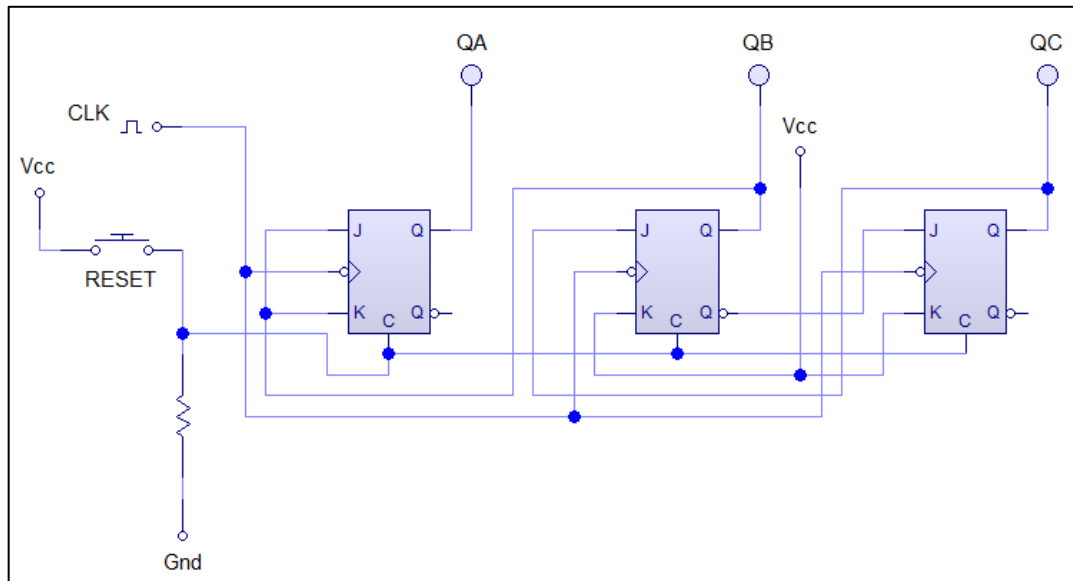 QA QB QC
CLK
Vcc
Vcc
J Q J Q J Q
RESET
K C Q K C Q K C Q
Gnd